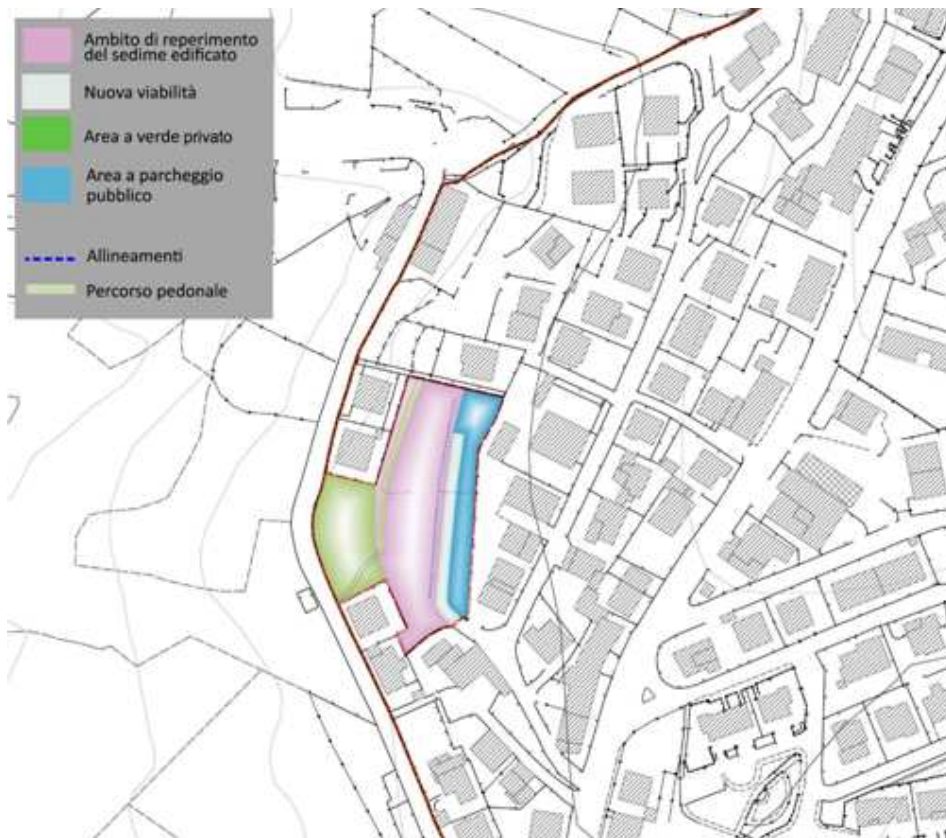 Ambito di reperimento
del sedime edificato
Nuova viabilità
Area a verde privato
Area a parcheggio
pubblico
Allineamenti
Percorso pedonale